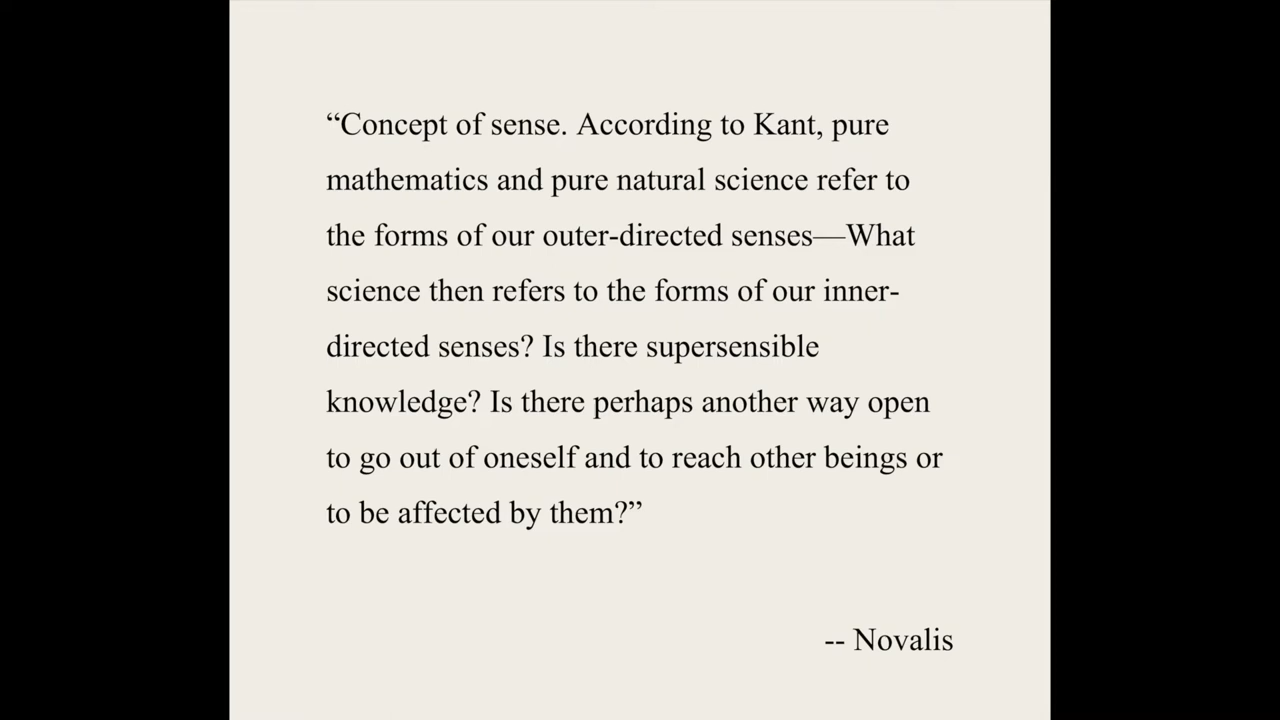 “Concept of sense. According to Kant, pure
mathematics and pure natural science refer to
the forms of our outer-directed senses—What
science then refers to the forms of our inner-
directed senses? Is there supersensible
knowledge? Is there perhaps another way open
to go out of oneself and to reach other beings or
to be affected by them?”
-- Novalis